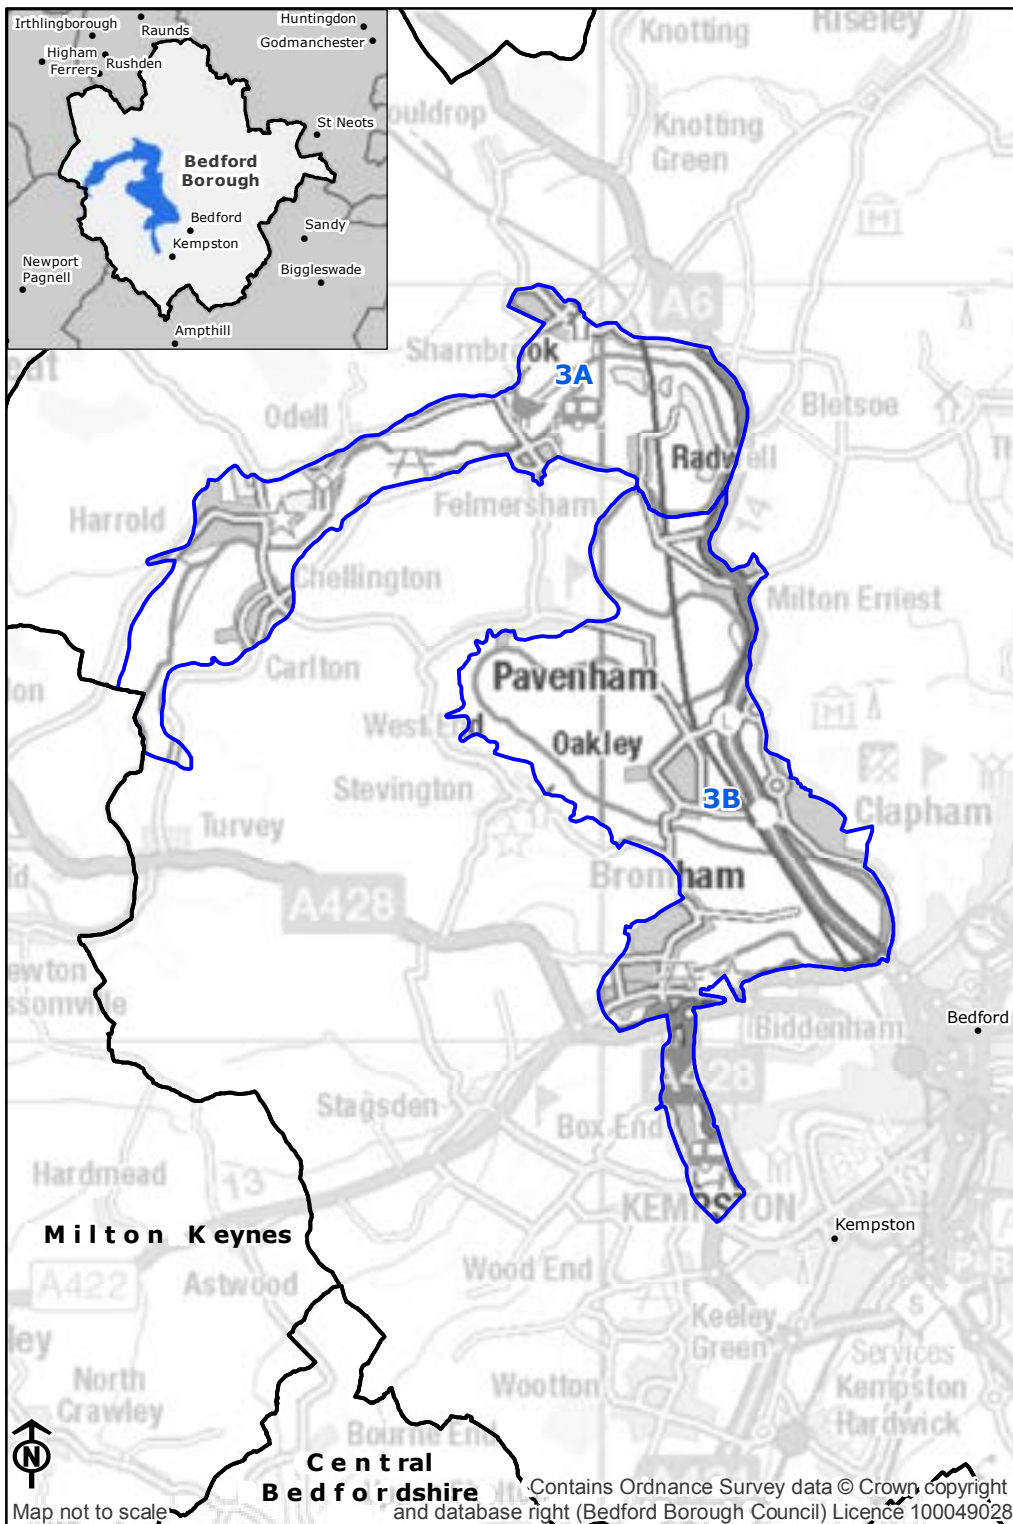 Irthlingborough
Raunds
Huntingdon
Godmanchester
Higham
Ferrers
Rushden
St Neots
Bedford
Borough
Bedford
Sandy
Kempston
Newport
Pagnell
Biggleswade
Ampthill
Knotting
Riseley
Knotting
Green
A6
Sharnbrook
3A
Odell
Bletsoe
Radwell
Felmersham
Harrold
Chellington
Milton Ernest
Carlton
Pavenham
West End
Oakley
Stevington
3B
Clapham
Turvey
Bromham
A428
Bedford
Biddenham
A428
Stagsden
Box End
Hardmead
13
KEMPSTON
Kempston
Milton Keynes
Wood End
A422
Astwood
Keeley
Green
S
Services
Kempston
Hardwick
North
Crawley
Wootton
Bourne End
N
Central
Bedfordshire
Map not to scale
Contains Ordnance Survey data © Crown copyright
and database right (Bedford Borough Council) Licence 100049028